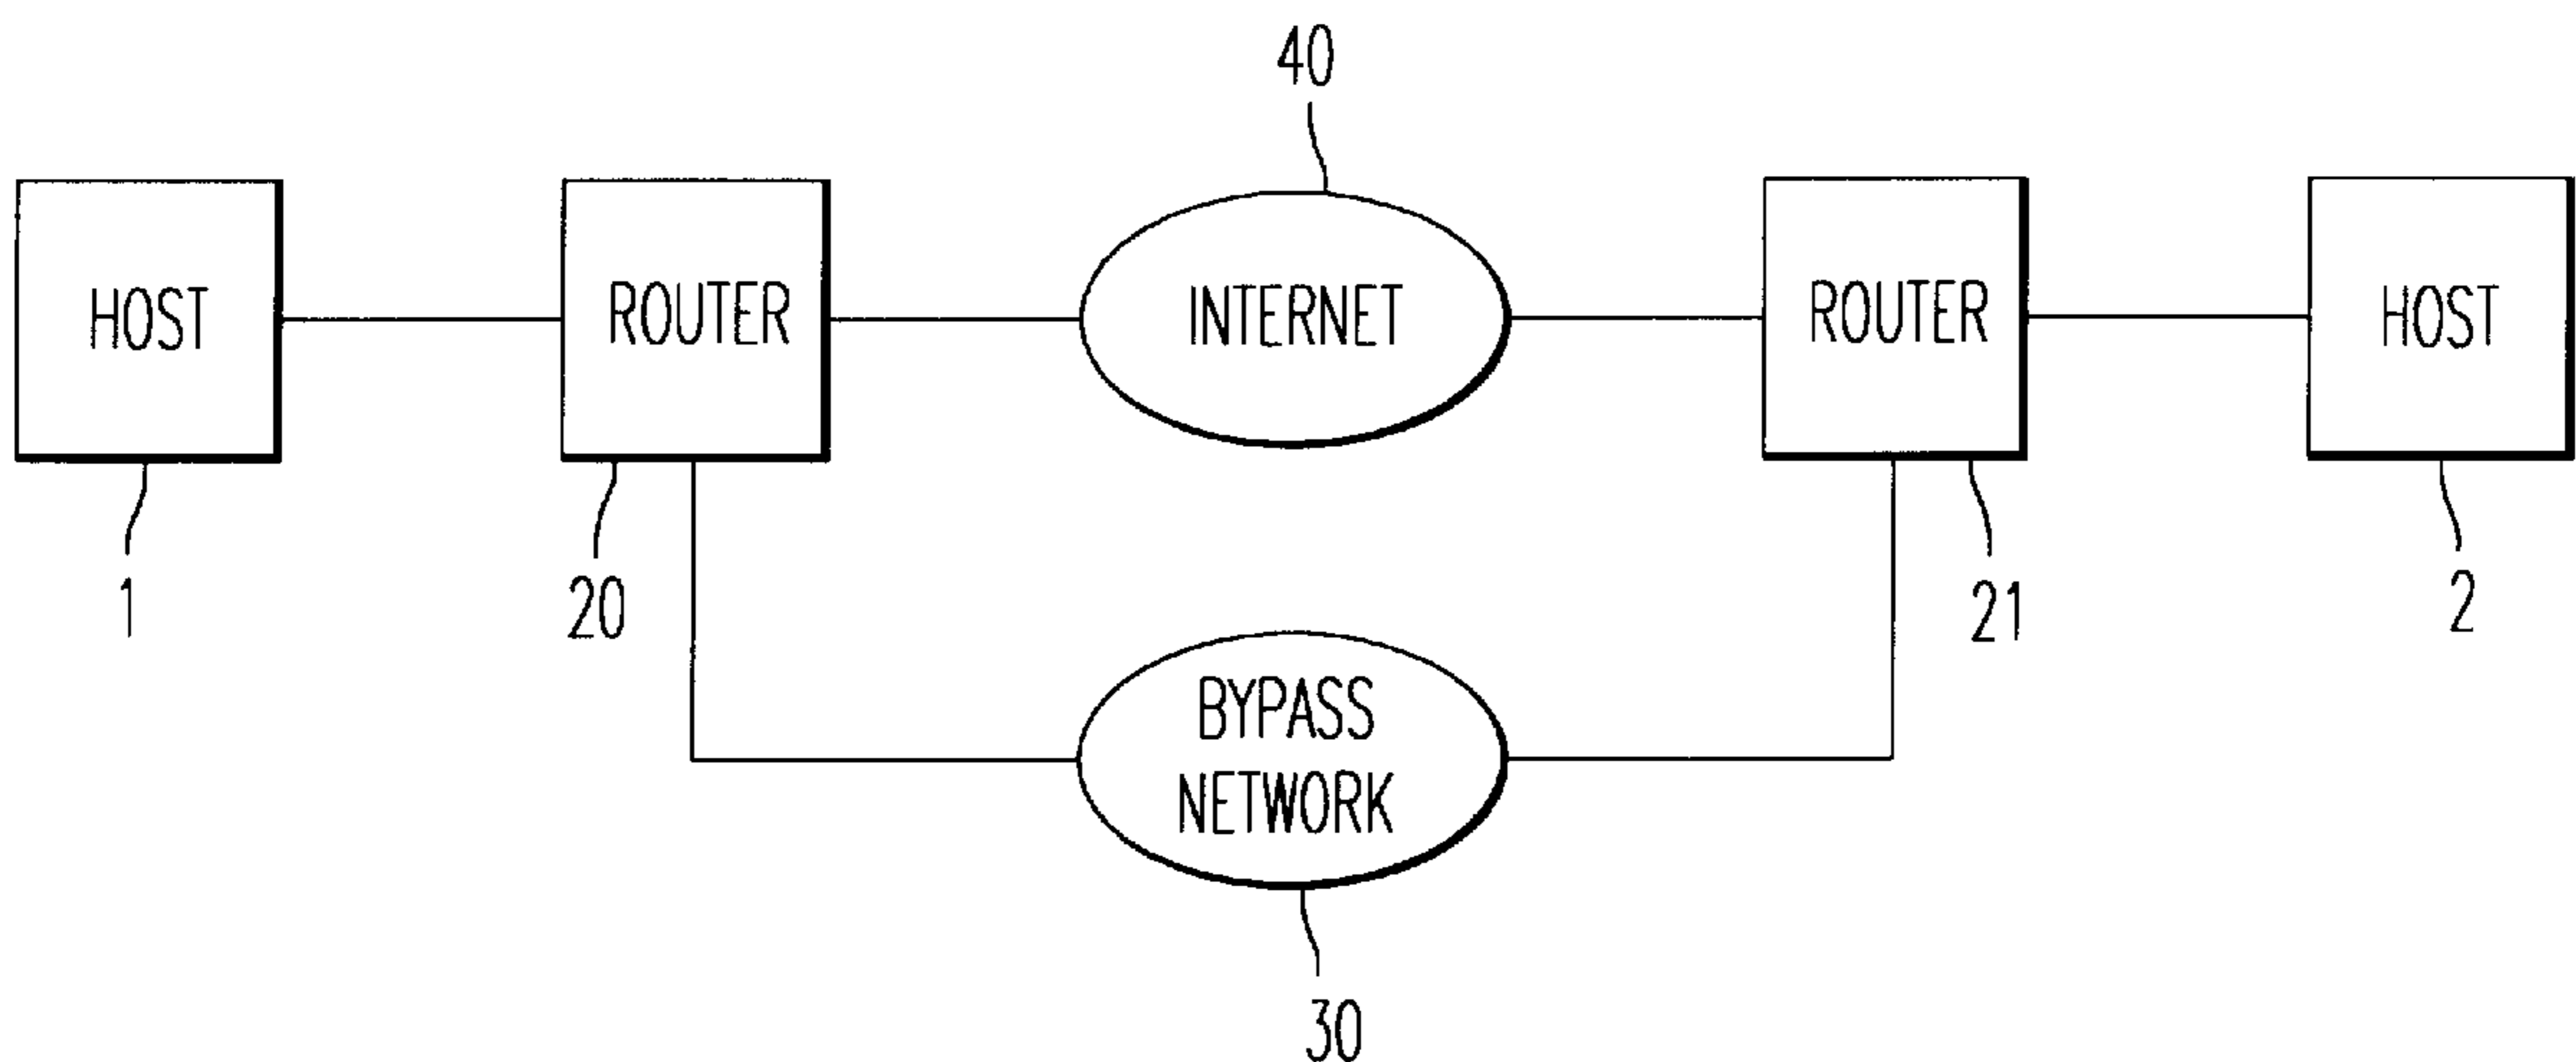 40
HOST
ROUTER
INTERNET
ROUTER
HOST
1
20
21
2
BYPASS
NETWORK
30